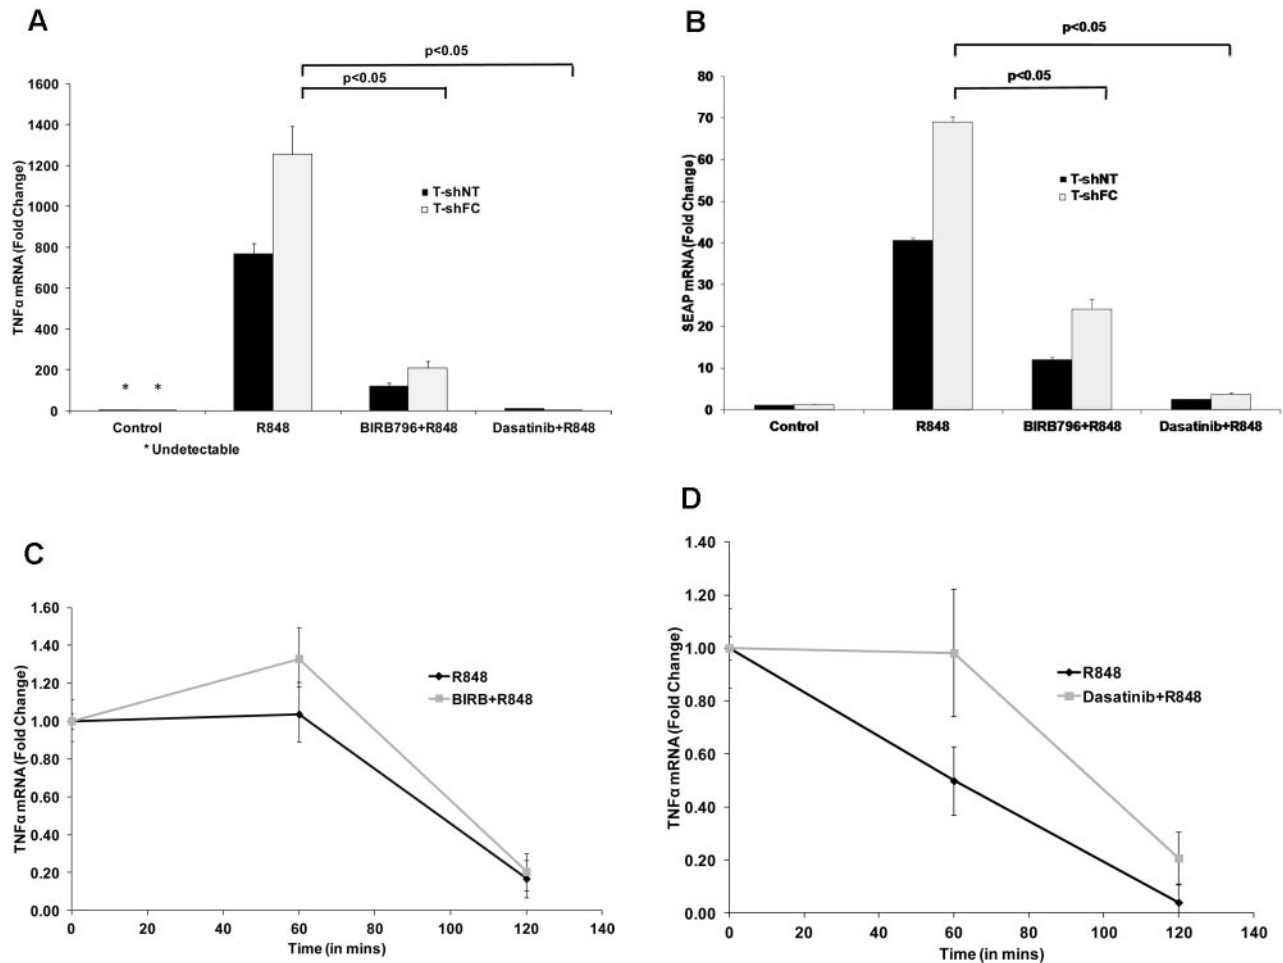 A
p<0.05
p<0.05
1600
1400
1200
1000
800
600
400
200
0
TNFα mRNA (Fold Change)
T-shNT
T-shFC
* *
Control R848 BIRB796+R848 Dasatinib+R848
* Undetectable
B
p<0.05
p<0.05
80
70
60
50
40
30
20
10
0
SEAP mRNA (Fold Change)
T-shNT
T-shFC
Control R848 BIRB796+R848 Dasatinib+R848
C
1.60
1.40
1.20
1.00
0.80
0.60
0.40
0.20
0.00
TNFα mRNA (Fold Change)
R848
BIRB+R848
0 20 40 60 80 100 120 140
Time (in mins)
D
1.40
1.20
1.00
0.80
0.60
0.40
0.20
0.00
TNFα mRNA (Fold Change)
R848
Dasatinib+R848
0 20 40 60 80 100 120 140
Time (in mins)